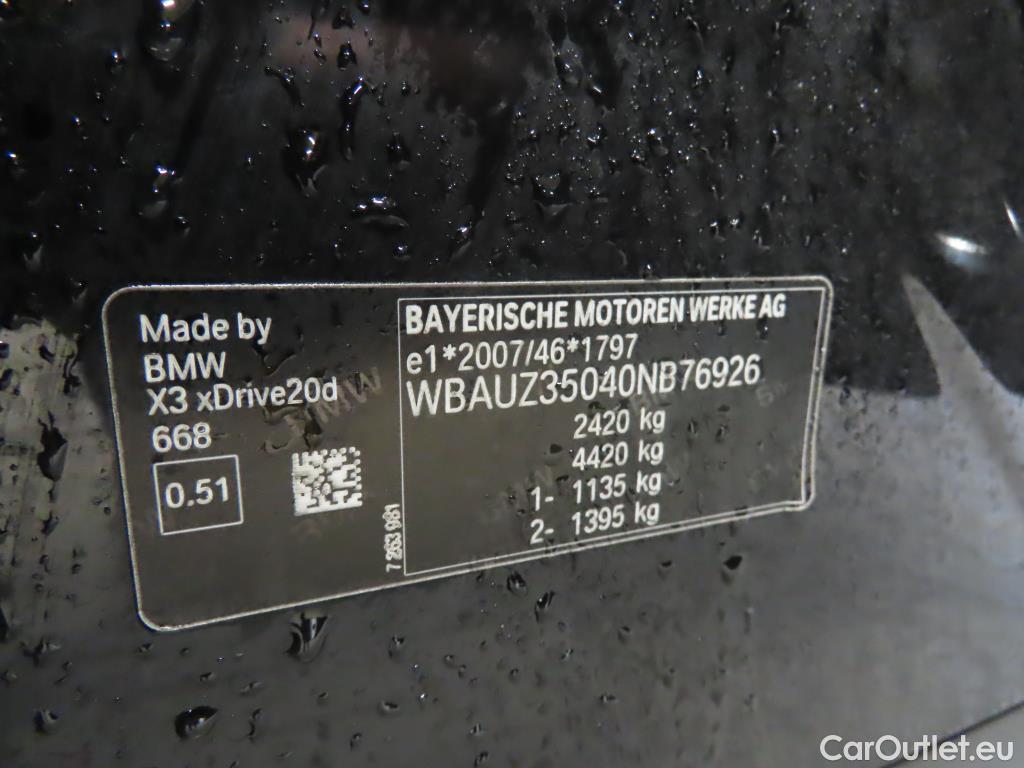 Made by
BMW
X3 xDrive20d
668
0.51
7 263 981
BAYERISCHE MOTOREN WERKE AG
e1*2007/46*1797
WBAUZ35040NB76926
2420 kg
4420 kg
1- 1135 kg
2- 1395 kg
CarOutlet.eu